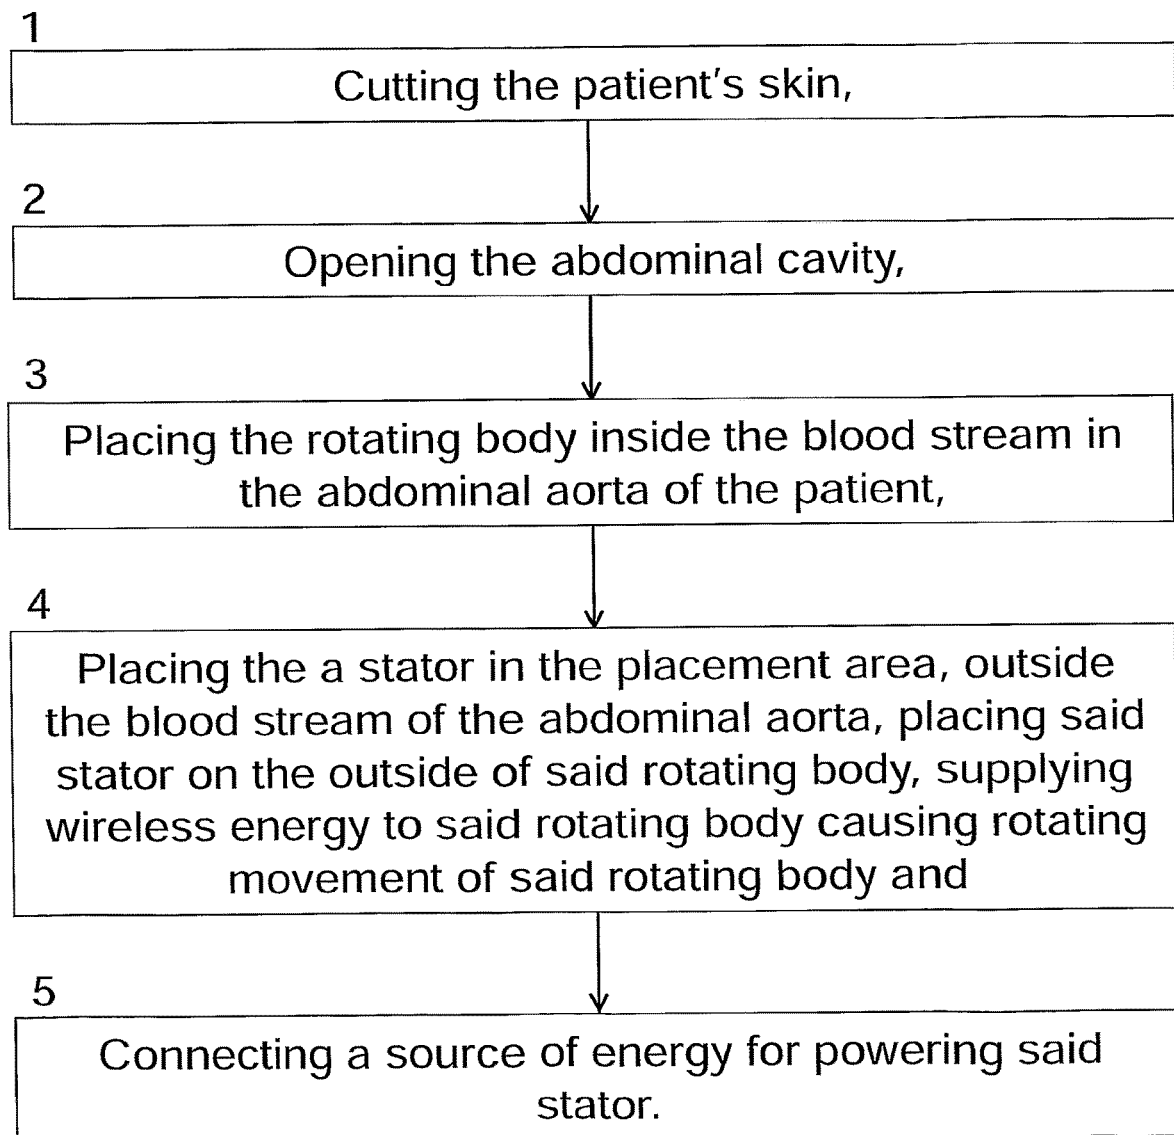 1
Cutting the patient's skin,
2
Opening the abdominal cavity,
3
Placing the rotating body inside the blood stream in
the abdominal aorta of the patient,
4
Placing the a stator in the placement area, outside
the blood stream of the abdominal aorta, placing said
stator on the outside of said rotating body, supplying
wireless energy to said rotating body causing rotating
movement of said rotating body and
5
Connecting a source of energy for powering said
stator.